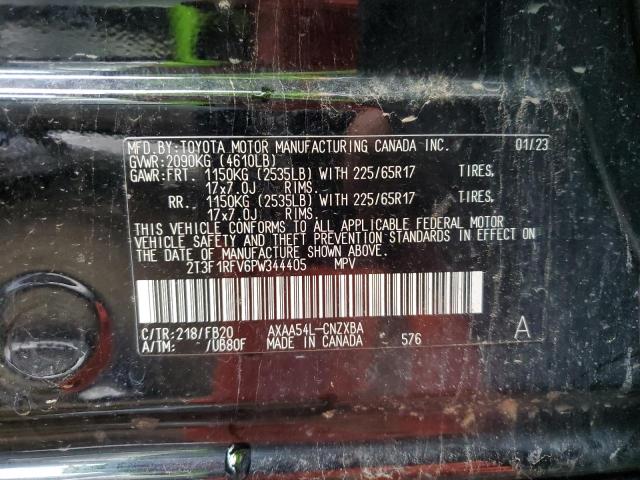 MFD.BY:TOYOTA MOTOR MANUFACTURING CANADA INC. 01/23
GVWR:2090KG (4610LB)
GAWR:FRT. 1150KG (2535LB) WITH 225/65R17 TIRES,
17x7.0J RIMS.
RR. 1150KG (2535LB) WITH 225/65R17 TIRES,
17x7.0J RIMS.
THIS VEHICLE CONFORMS TO ALL APPLICABLE FEDERAL MOTOR
VEHICLE SAFETY AND THEFT PREVENTION STANDARDS IN EFFECT ON
THE DATE OF MANUFACTURE SHOWN ABOVE.
2T3F1RFV6PW344405 MPV
C/TR:218/FB20 AXAA54L-CNZXBA A
A/TM: /UB80F MADE IN CANADA 576